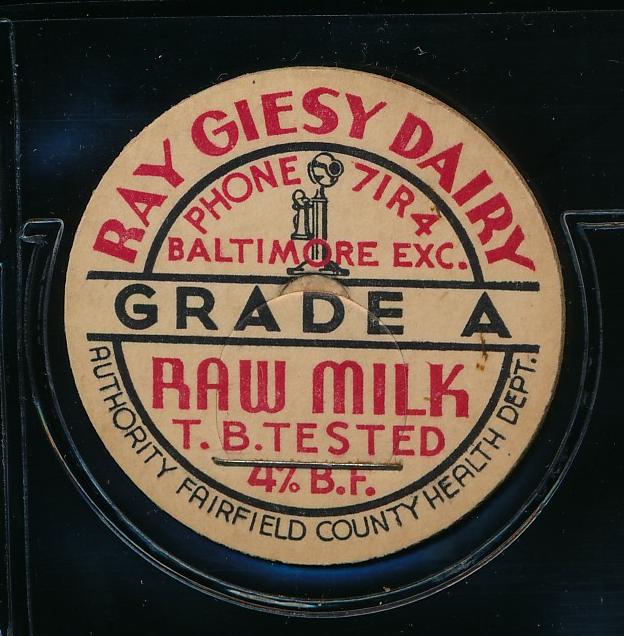 RAY GIESY DAIRY
PHONE 71R4
BALTIMORE EXC.
GRADE A
RAW MILK
T. B. TESTED
4% B.F.
AUTHORITY FAIRFIELD COUNTY HEALTH DEPT.